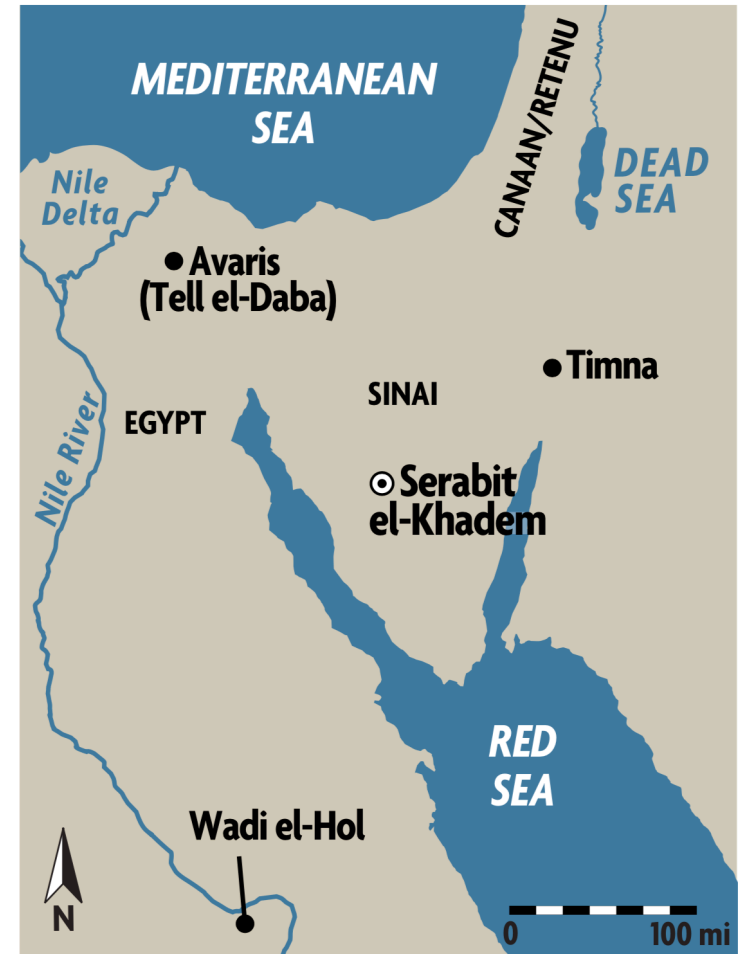 MEDITERRANEAN
SEA
CANAAN/RETENU
DEAD
SEA
Nile
Delta
Avaris
(Tell el-Daba)
Timna
SINAI
EGYPT
Nile River
Serabit
el-Khadem
RED
SEA
Wadi el-Hol
N
0 100 mi